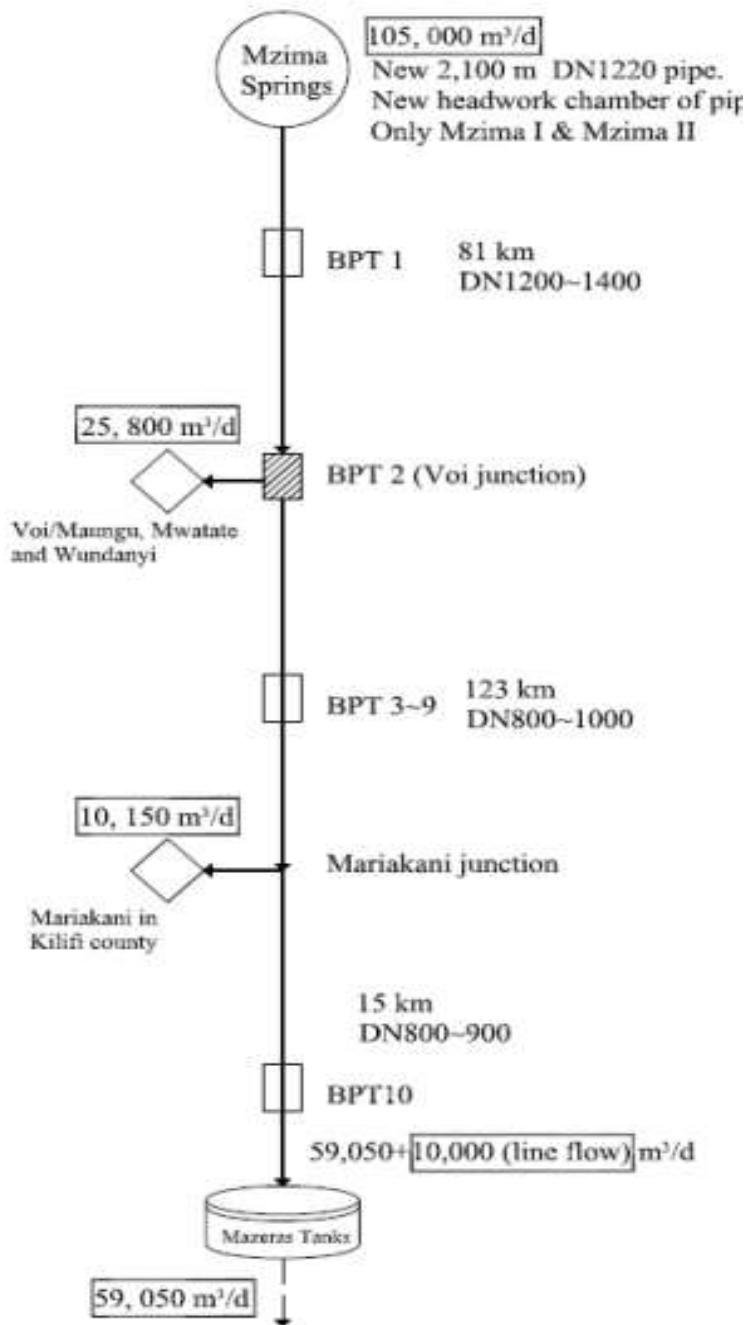 Mzima
Springs
105, 000 m³/d
New 2,100 m DN1220 pipe.
New headwork chamber of pip
Only Mzima I & Mzima II
BPT 1
81 km
DN1200~1400
25, 800 m³/d
BPT 2 (Voi junction)
Voi/Maungu, Mwatate
and Wundanyi
BPT 3~9
123 km
DN800~1000
10, 150 m³/d
Mariakani junction
Mariakani in
Kilifi county
15 km
DN800~900
BPT10
59,050+10,000 (line flow) m³/d
Mazeras Tanks
59, 050 m³/d